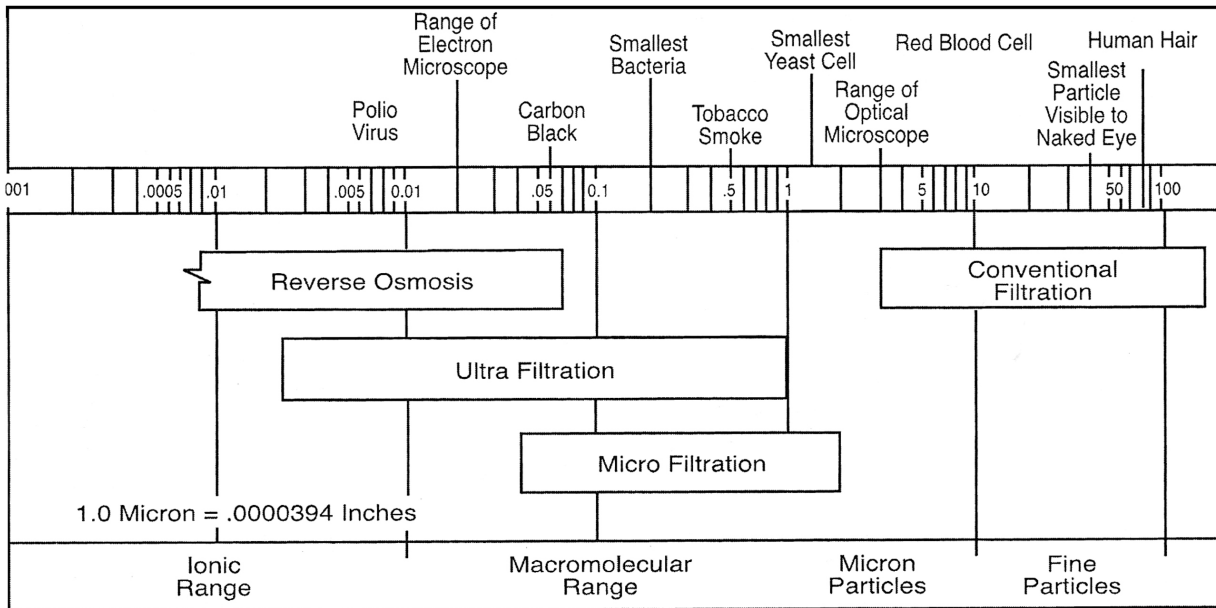 Range of
Electron
Microscope
Smallest
Bacteria
Smallest
Yeast Cell
Red Blood Cell
Human Hair
Polio
Virus
Carbon
Black
Tobacco
Smoke
Range of
Optical
Microscope
Smallest
Particle
Visible to
Naked Eye
001 .0005 .01 .005 0.01 .05 0.1 .5 1 5 10 50 100
Reverse Osmosis
Conventional
Filtration
Ultra Filtration
Micro Filtration
1.0 Micron = .0000394 Inches
Ionic
Range
Macromolecular
Range
Micron
Particles
Fine
Particles